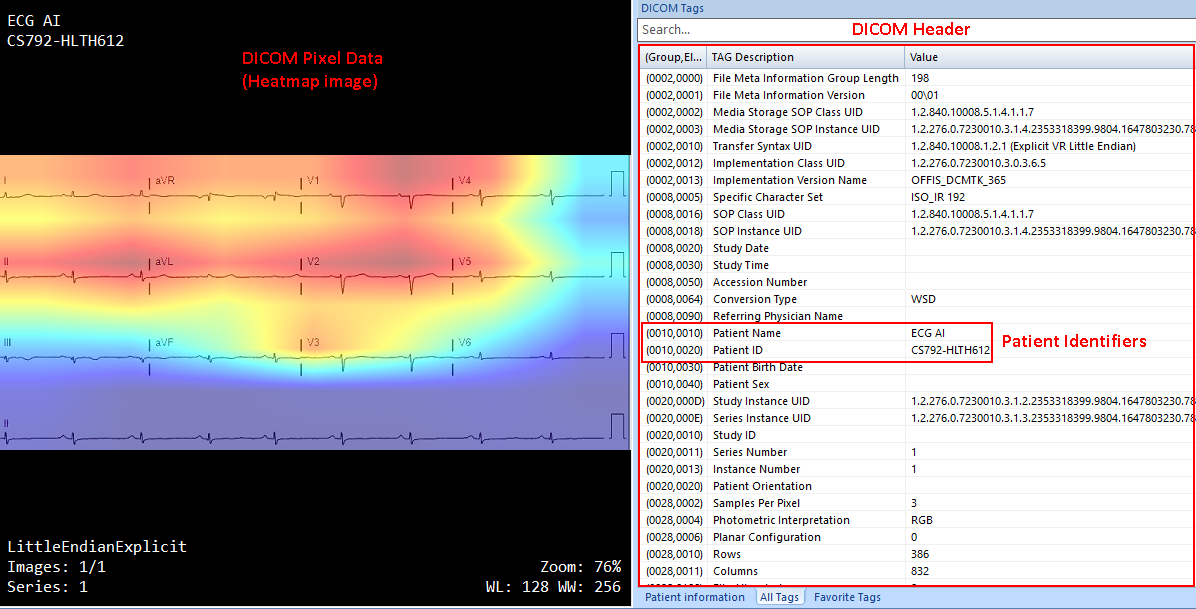 ECG AI
CS792-HLTH612
DICOM Pixel Data
(Heatmap image)
I aVR V1 V4
II aVL V2 V5
III aVF V3 V6
II
LittleEndianExplicit
Images: 1/1
Series: 1
Zoom: 76%
WL: 128 WW: 256
DICOM Tags
Search...
DICOM Header
(Group,El... TAG Description Value
(0002,0000) File Meta Information Group Length 198
(0002,0001) File Meta Information Version 00\01
(0002,0002) Media Storage SOP Class UID 1.2.840.10008.5.1.4.1.1.7
(0002,0003) Media Storage SOP Instance UID 1.2.276.0.7230010.3.1.4.2353318399.9804.1647803230.78
(0002,0010) Transfer Syntax UID 1.2.840.10008.1.2.1 (Explicit VR Little Endian)
(0002,0012) Implementation Class UID 1.2.276.0.7230010.3.0.3.6.5
(0002,0013) Implementation Version Name OFFIS_DCMTK_365
(0008,0005) Specific Character Set ISO_IR 192
(0008,0016) SOP Class UID 1.2.840.10008.5.1.4.1.1.7
(0008,0018) SOP Instance UID 1.2.276.0.7230010.3.1.4.2353318399.9804.1647803230.78
(0008,0020) Study Date
(0008,0030) Study Time
(0008,0050) Accession Number
(0008,0064) Conversion Type WSD
(0008,0090) Referring Physician Name
(0010,0010) Patient Name ECG AI
(0010,0020) Patient ID CS792-HLTH612
Patient Identifiers
(0010,0030) Patient Birth Date
(0010,0040) Patient Sex
(0020,000D) Study Instance UID 1.2.276.0.7230010.3.1.2.2353318399.9804.1647803230.78
(0020,000E) Series Instance UID 1.2.276.0.7230010.3.1.3.2353318399.9804.1647803230.78
(0020,0010) Study ID
(0020,0011) Series Number 1
(0020,0013) Instance Number 1
(0020,0020) Patient Orientation
(0028,0002) Samples Per Pixel 3
(0028,0004) Photometric Interpretation RGB
(0028,0006) Planar Configuration 0
(0028,0010) Rows 386
(0028,0011) Columns 832
Patient information All Tags Favorite Tags